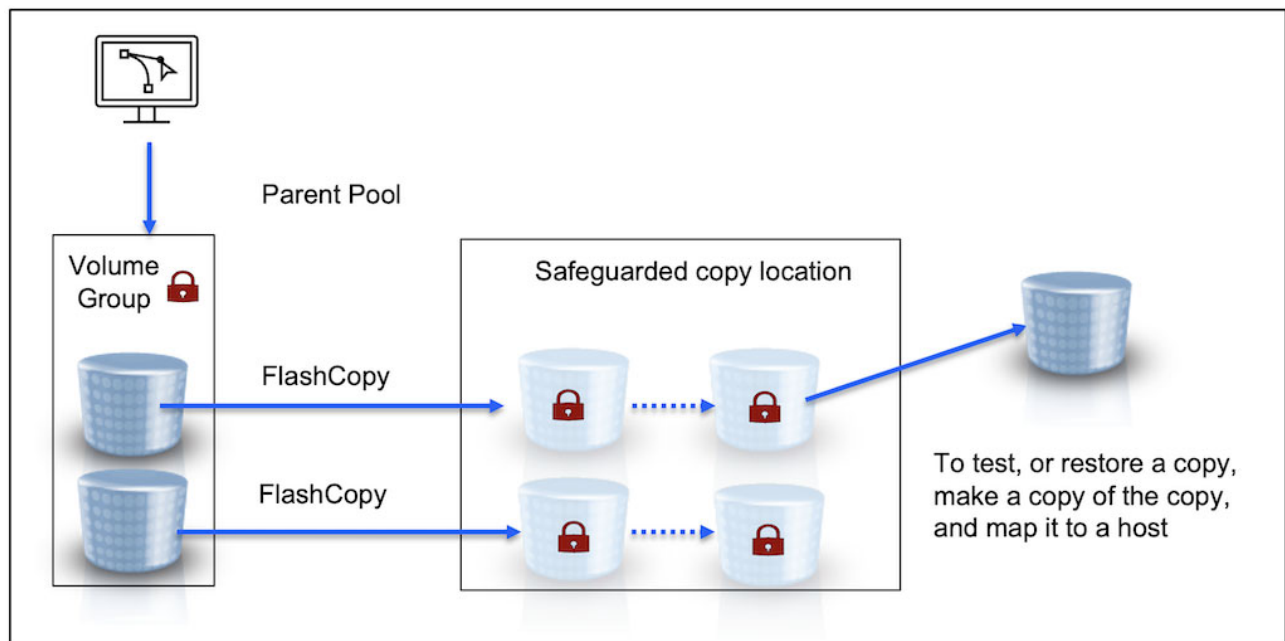 Parent Pool
Volume
Group
Safeguarded copy location
FlashCopy
FlashCopy
To test, or restore a copy,
make a copy of the copy,
and map it to a host